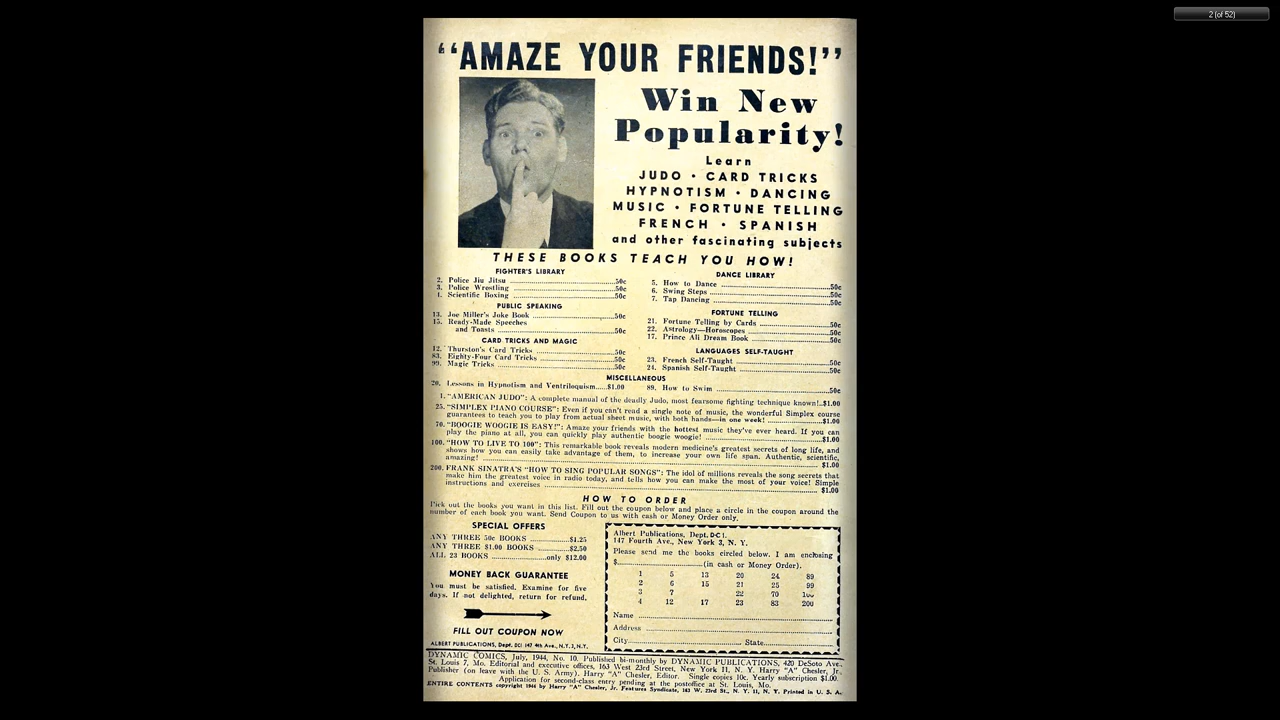 2 (of 52)
“AMAZE YOUR FRIENDS!”
Win New
Popularity!
Learn
JUDO • CARD TRICKS
HYPNOTISM • DANCING
MUSIC • FORTUNE TELLING
FRENCH • SPANISH
and other fascinating subjects
THESE BOOKS TEACH YOU HOW!
FIGHTER'S LIBRARY
2. Police Jiu Jitsu 50c
3. Police Wrestling 50c
4. Scientific Boxing 50c
PUBLIC SPEAKING
13. Joe Miller's Joke Book 50c
15. Ready-Made Speeches
and Toasts 50c
CARD TRICKS AND MAGIC
12. Thurston's Card Tricks 50c
83. Eighty-Four Card Tricks 50c
99. Magic Tricks 50c
DANCE LIBRARY
5. How to Dance 50c
6. Swing Steps 50c
7. Tap Dancing 50c
FORTUNE TELLING
21. Fortune Telling by Cards 50c
22. Astrology—Horoscopes 50c
17. Prince Ali Dream Book 50c
LANGUAGES SELF-TAUGHT
23. French Self-Taught 50c
24. Spanish Self-Taught 50c
MISCELLANEOUS
20. Lessons in Hypnotism and Ventriloquism.....$1.00
89. How to Swim 50c
1. "AMERICAN JUDO": A complete manual of the deadly Judo, most fearsome fighting technique known!..$1.00
25. "SIMPLEX PIANO COURSE": Even if you can't read a single note of music, the wonderful Simplex course
guarantees to teach you to play from actual sheet music, with both hands—in one week! $1.00
70. "BOOGIE WOOGIE IS EASY!": Amaze your friends with the hottest music they've ever heard. If you can
play the piano at all, you can quickly play authentic boogie woogie! $1.00
100. "HOW TO LIVE TO 100": This remarkable book reveals modern medicine's greatest secrets of long life, and
shows how you can easily take advantage of them, to increase your own life span. Authentic, scientific,
amazing! $1.00
200. FRANK SINATRA'S "HOW TO SING POPULAR SONGS": The idol of millions reveals the song secrets that
make him the greatest voice in radio today, and tells how you can make the most of your voice! Simple
instructions and exercises $1.00
HOW TO ORDER
Pick out the books you want in this list. Fill out the coupon below and place a circle in the coupon around the
number of each book you want. Send Coupon to us with cash or Money Order only.
SPECIAL OFFERS
ANY THREE 50c BOOKS $1.25
ANY THREE $1.00 BOOKS $2.50
ALL 23 BOOKS only $12.00
MONEY BACK GUARANTEE
You must be satisfied. Examine for five
days. If not delighted, return for refund.
FILL OUT COUPON NOW
ALBERT PUBLICATIONS, Dept. DC1 147 4th Ave., N.Y. 3, N.Y.
Albert Publications, Dept. DC1.
147 Fourth Ave., New York 3, N. Y.
Please send me the books circled below. I am enclosing
$ (in cash or Money Order).
1 5 13 20 24 89
2 6 15 21 25 99
3 7 22 70 100
4 12 17 23 83 200
Name
Address
City State
DYNAMIC COMICS, July, 1944, No. 10. Published bi-monthly by DYNAMIC PUBLICATIONS, 420 DeSoto Ave.
St. Louis 7, Mo. Editorial and executive offices, 163 West 23rd Street, New York 11, N. Y. Harry "A" Chesler, Jr.
Publisher (on leave with the U. S. Army). Harry "A" Chesler, Editor. Single copies 10c. Yearly subscription $1.00.
Application for second-class entry pending at the postoffice at St. Louis, Mo.
ENTIRE CONTENTS copyright 1944 by Harry "A" Chesler, Jr. Features Syndicate, 163 W. 23rd St., N. Y. 11, N. Y. Printed in U. S. A.